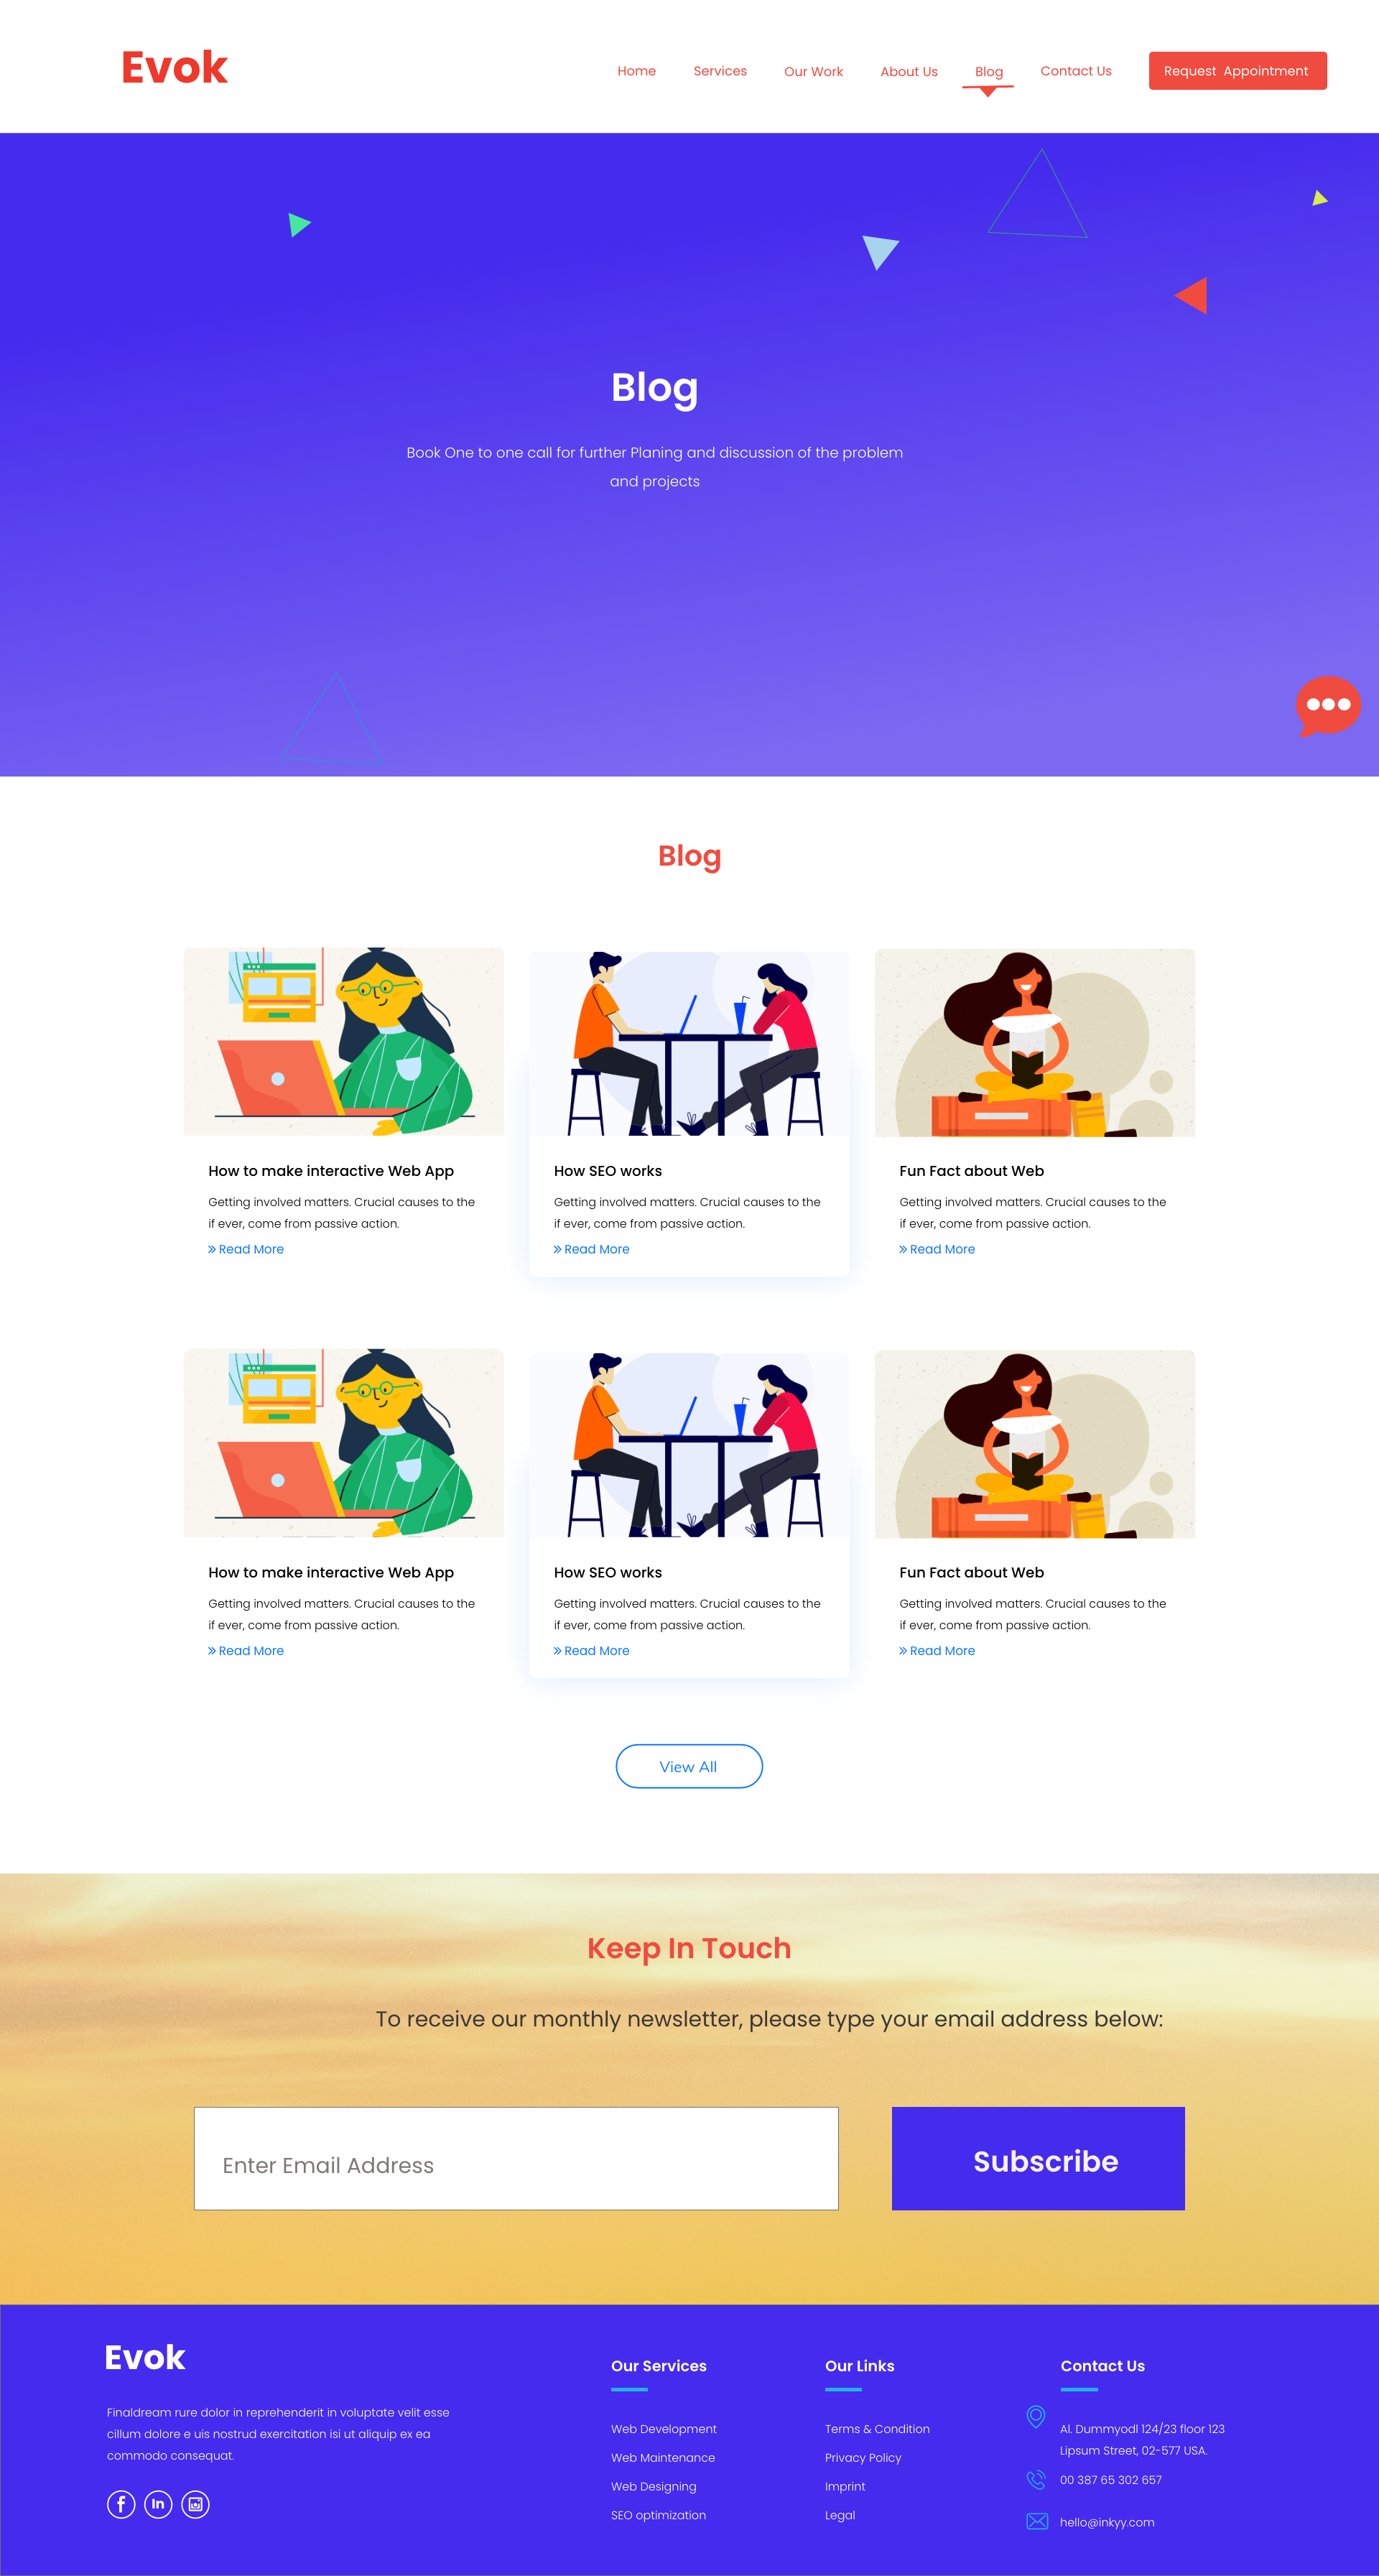 Evok
Home Services Our Work About Us Blog Contact Us Request Appointment
Blog
Book One to one call for further Planing and discussion of the problem
and projects
Blog
How to make interactive Web App
Getting involved matters. Crucial causes to the
if ever, come from passive action.
Read More
How SEO works
Getting involved matters. Crucial causes to the
if ever, come from passive action.
Read More
Fun Fact about Web
Getting involved matters. Crucial causes to the
if ever, come from passive action.
Read More
How to make interactive Web App
Getting involved matters. Crucial causes to the
if ever, come from passive action.
Read More
How SEO works
Getting involved matters. Crucial causes to the
if ever, come from passive action.
Read More
Fun Fact about Web
Getting involved matters. Crucial causes to the
if ever, come from passive action.
Read More
View All
Keep In Touch
To receive our monthly newsletter, please type your email address below:
Enter Email Address
Subscribe
Evok
Finaldream rure dolor in reprehenderit in voluptate velit esse
cillum dolore e uis nostrud exercitation isi ut aliquip ex ea
commodo consequat.
f in
Our Services
Web Development
Web Maintenance
Web Designing
SEO optimization
Our Links
Terms & Condition
Privacy Policy
Imprint
Legal
Contact Us
Al. Dummyodl 124/23 floor 123
Lipsum Street, 02-577 USA.
00 387 65 302 657
hello@inkyy.com